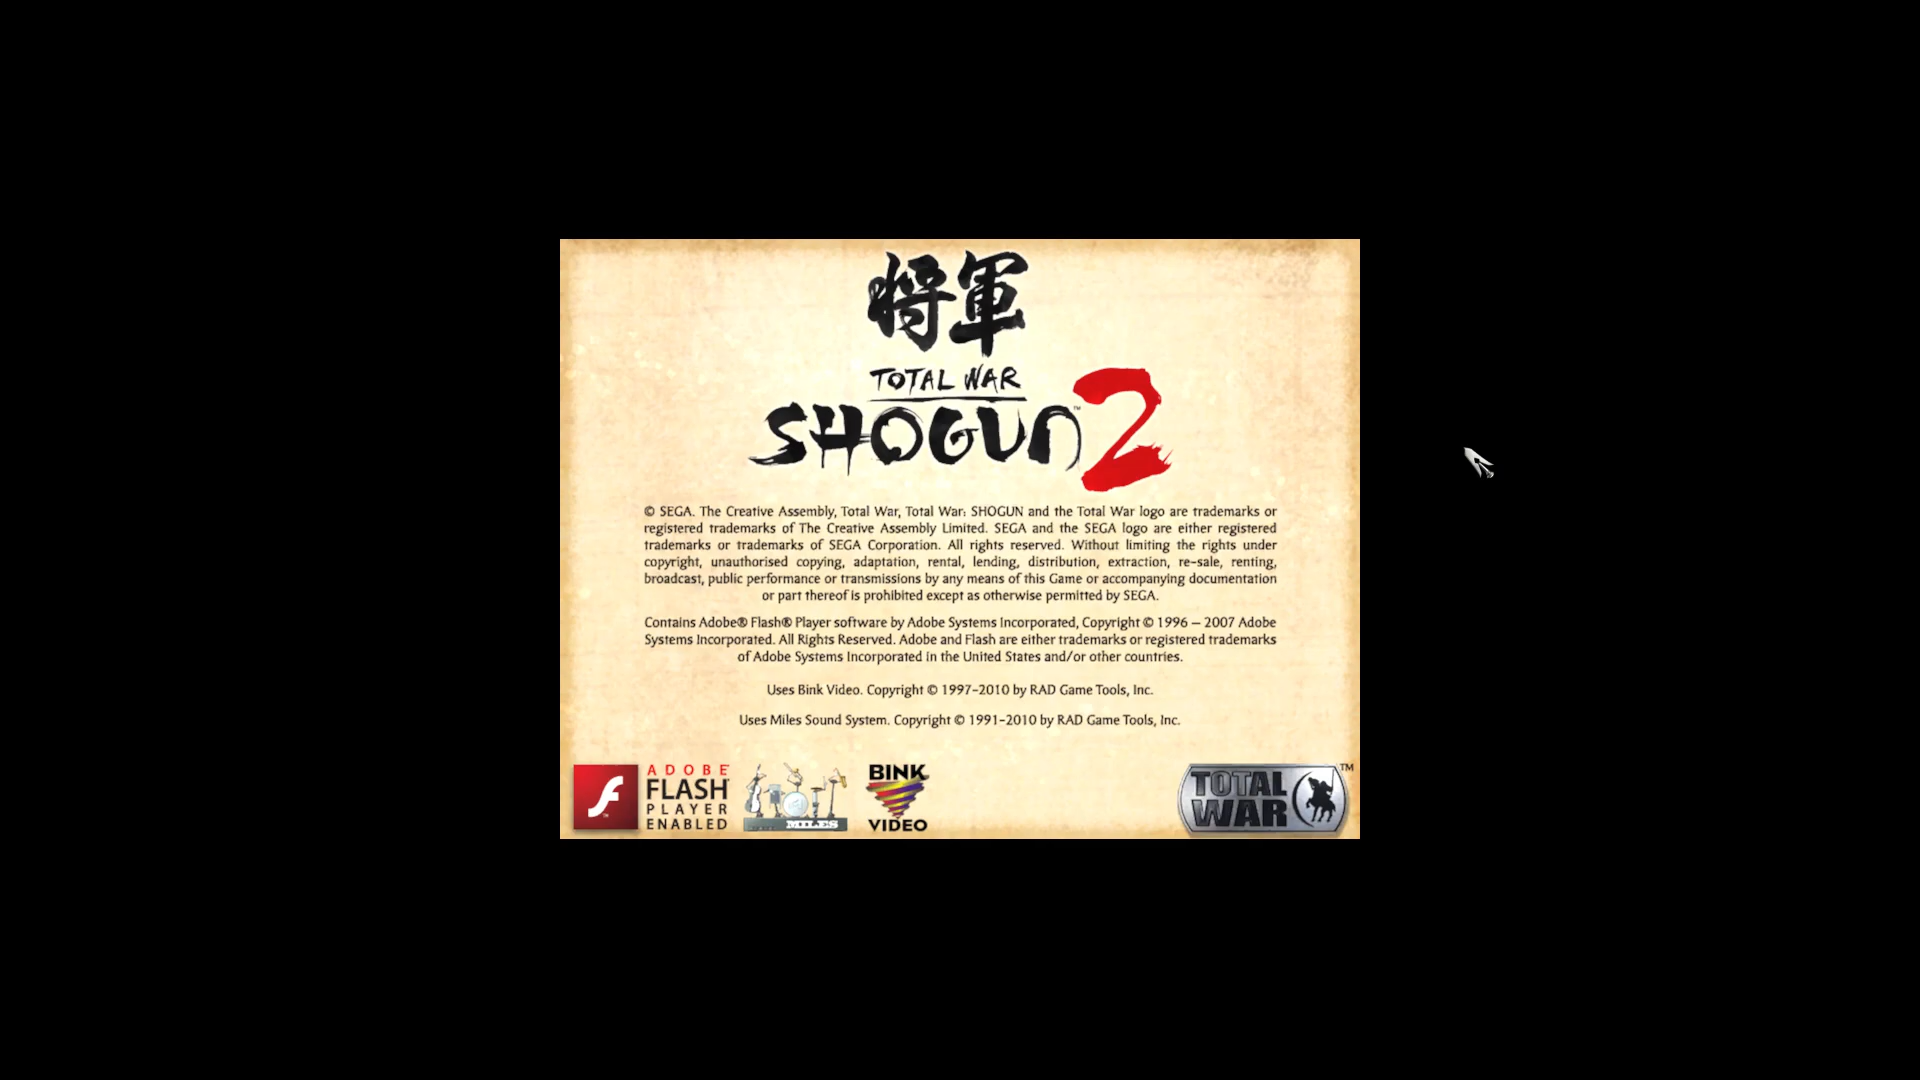 将軍
TOTAL WAR
SHOGUN™2
© SEGA. The Creative Assembly, Total War, Total War: SHOGUN and the Total War logo are trademarks or
registered trademarks of The Creative Assembly Limited. SEGA and the SEGA logo are either registered
trademarks or trademarks of SEGA Corporation. All rights reserved. Without limiting the rights under
copyright, unauthorised copying, adaptation, rental, lending, distribution, extraction, re-sale, renting,
broadcast, public performance or transmissions by any means of this Game or accompanying documentation
or part thereof is prohibited except as otherwise permitted by SEGA.
Contains Adobe® Flash® Player software by Adobe Systems Incorporated, Copyright © 1996 – 2007 Adobe
Systems Incorporated. All Rights Reserved. Adobe and Flash are either trademarks or registered trademarks
of Adobe Systems Incorporated in the United States and/or other countries.
Uses Bink Video. Copyright © 1997-2010 by RAD Game Tools, Inc.
Uses Miles Sound System. Copyright © 1991-2010 by RAD Game Tools, Inc.
ADOBE
FLASH
PLAYER
ENABLED
MILES
BINK
VIDEO
TOTAL
WAR
™